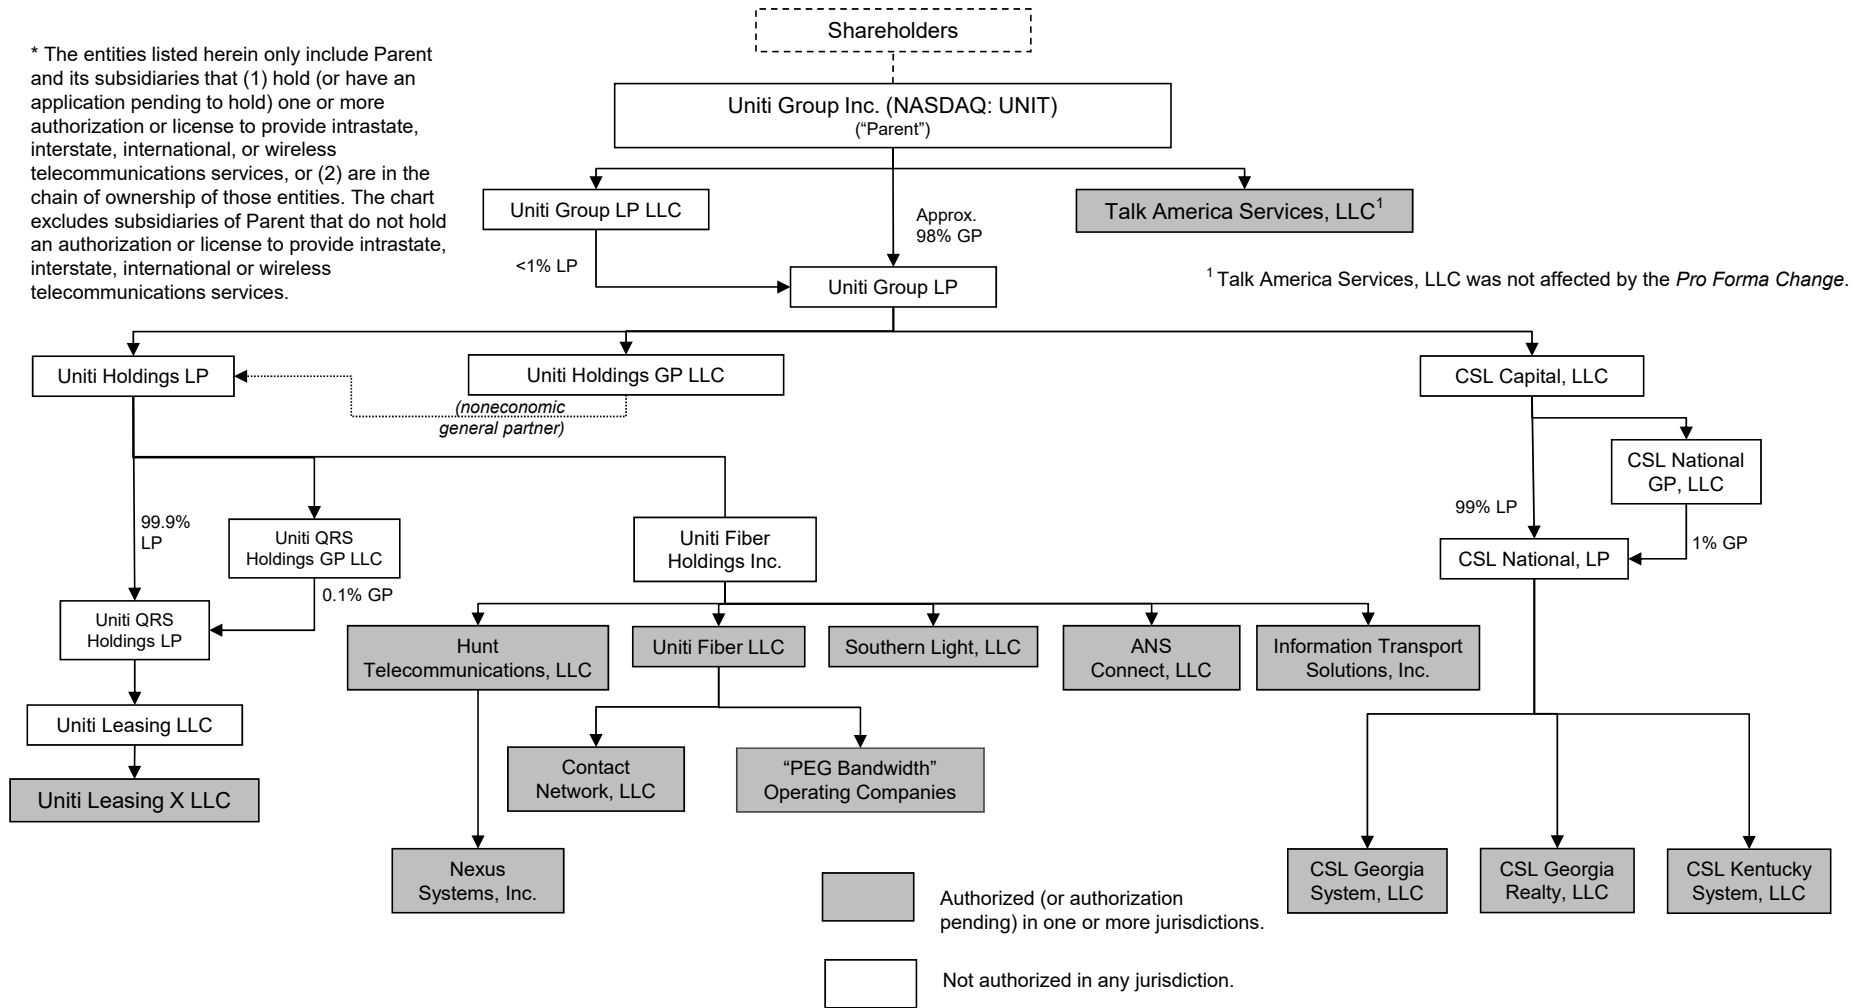 Shareholders
* The entities listed herein only include Parent
and its subsidiaries that (1) hold (or have an
application pending to hold) one or more
authorization or license to provide intrastate,
interstate, international, or wireless
telecommunications services, or (2) are in the
chain of ownership of those entities. The chart
excludes subsidiaries of Parent that do not hold
an authorization or license to provide intrastate,
interstate, international or wireless
telecommunications services.
Uniti Group Inc. (NASDAQ: UNIT)
(“Parent”)
Uniti Group LP LLC
Approx.
98% GP
Talk America Services, LLC1
<1% LP
Uniti Group LP
1 Talk America Services, LLC was not affected by the Pro Forma Change.
Uniti Holdings LP
Uniti Holdings GP LLC
CSL Capital, LLC
(noneconomic
general partner)
CSL National
GP, LLC
99.9%
LP
Uniti QRS
Holdings GP LLC
Uniti Fiber
Holdings Inc.
99% LP
CSL National, LP
1% GP
0.1% GP
Uniti QRS
Holdings LP
Hunt
Telecommunications, LLC
Uniti Fiber LLC
Southern Light, LLC
ANS
Connect, LLC
Information Transport
Solutions, Inc.
Uniti Leasing LLC
Contact
Network, LLC
“PEG Bandwidth”
Operating Companies
Uniti Leasing X LLC
Nexus
Systems, Inc.
CSL Georgia
System, LLC
CSL Georgia
Realty, LLC
CSL Kentucky
System, LLC
Authorized (or authorization
pending) in one or more jurisdictions.
Not authorized in any jurisdiction.